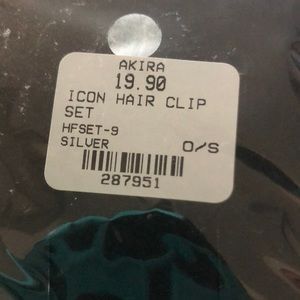 AKIRA
19.90
ICON HAIR CLIP
SET
HFSET-9
SILVER O/S
287951